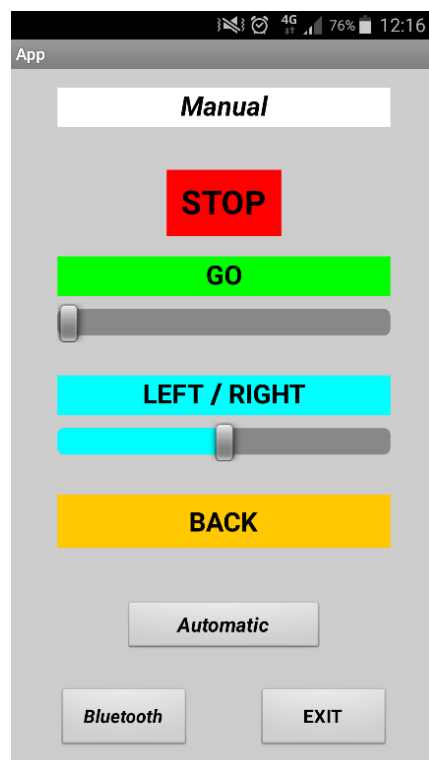 4G 76% 12:16
App
Manual
STOP
GO
LEFT / RIGHT
BACK
Automatic
Bluetooth EXIT